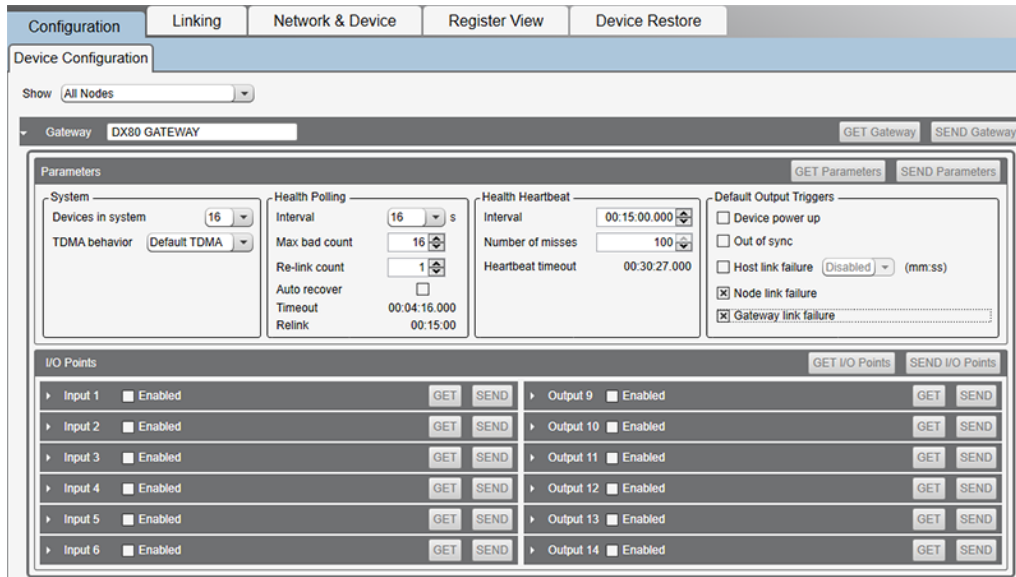 Configuration Linking Network & Device Register View Device Restore
Device Configuration
Show All Nodes
Gateway DX80 GATEWAY GET Gateway SEND Gateway
Parameters GET Parameters SEND Parameters
System
Devices in system 16
TDMA behavior Default TDMA
Health Polling
Interval 16 s
Max bad count 16
Re-link count 1
Auto recover
Timeout 00:04:16.000
Relink 00:15:00
Health Heartbeat
Interval 00:15:00.000
Number of misses 100
Heartbeat timeout 00:30:27.000
Default Output Triggers
Device power up
Out of sync
Host link failure Disabled (mm:ss)
Node link failure
Gateway link failure
I/O Points GET I/O Points SEND I/O Points
Input 1 Enabled GET SEND Output 9 Enabled GET SEND
Input 2 Enabled GET SEND Output 10 Enabled GET SEND
Input 3 Enabled GET SEND Output 11 Enabled GET SEND
Input 4 Enabled GET SEND Output 12 Enabled GET SEND
Input 5 Enabled GET SEND Output 13 Enabled GET SEND
Input 6 Enabled GET SEND Output 14 Enabled GET SEND